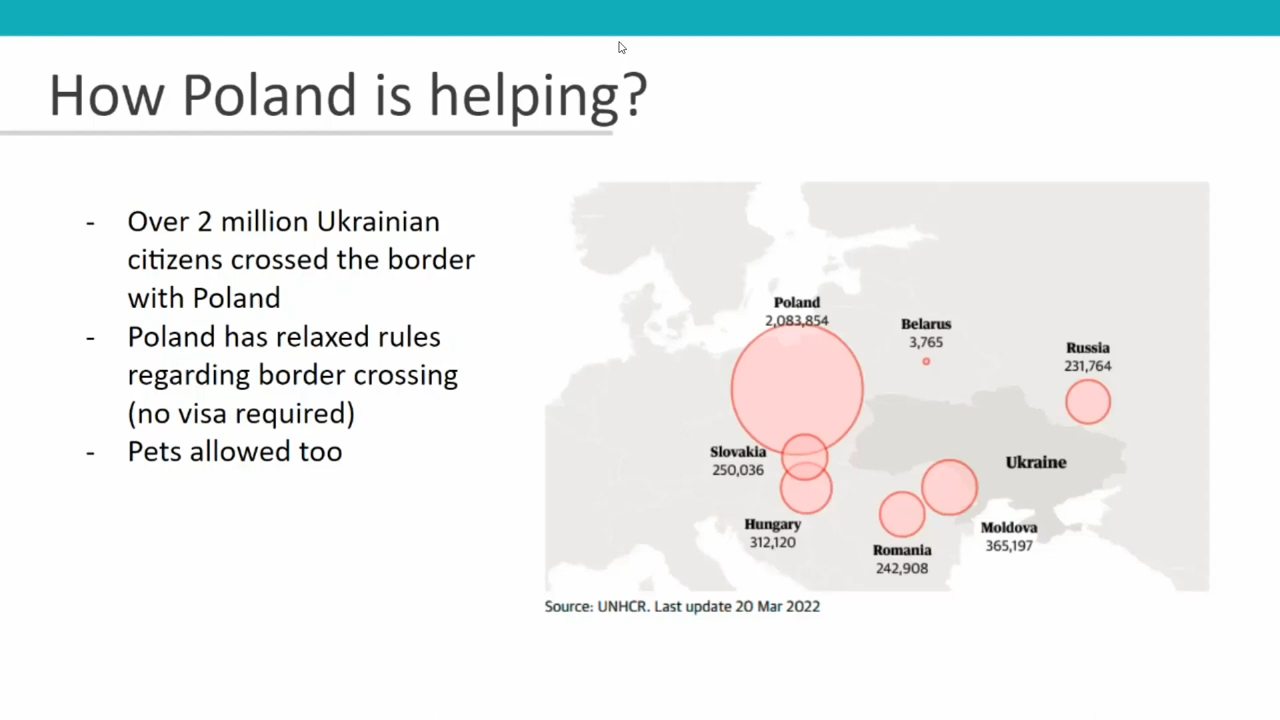 How Poland is helping?
- Over 2 million Ukrainian
citizens crossed the border
with Poland
- Poland has relaxed rules
regarding border crossing
(no visa required)
- Pets allowed too
Poland
2,083,854
Belarus
3,765
Russia
231,764
Slovakia
250,036
Ukraine
Hungary
312,120
Moldova
365,197
Romania
242,908
Source: UNHCR. Last update 20 Mar 2022